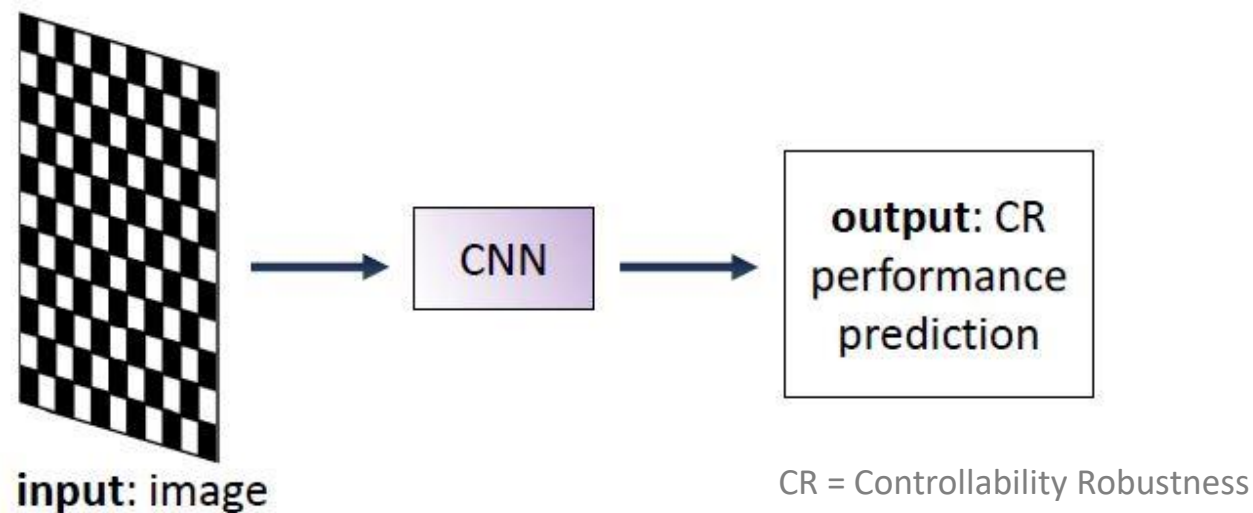 CNN
output: CR
performance
prediction
input: image
CR = Controllability Robustness